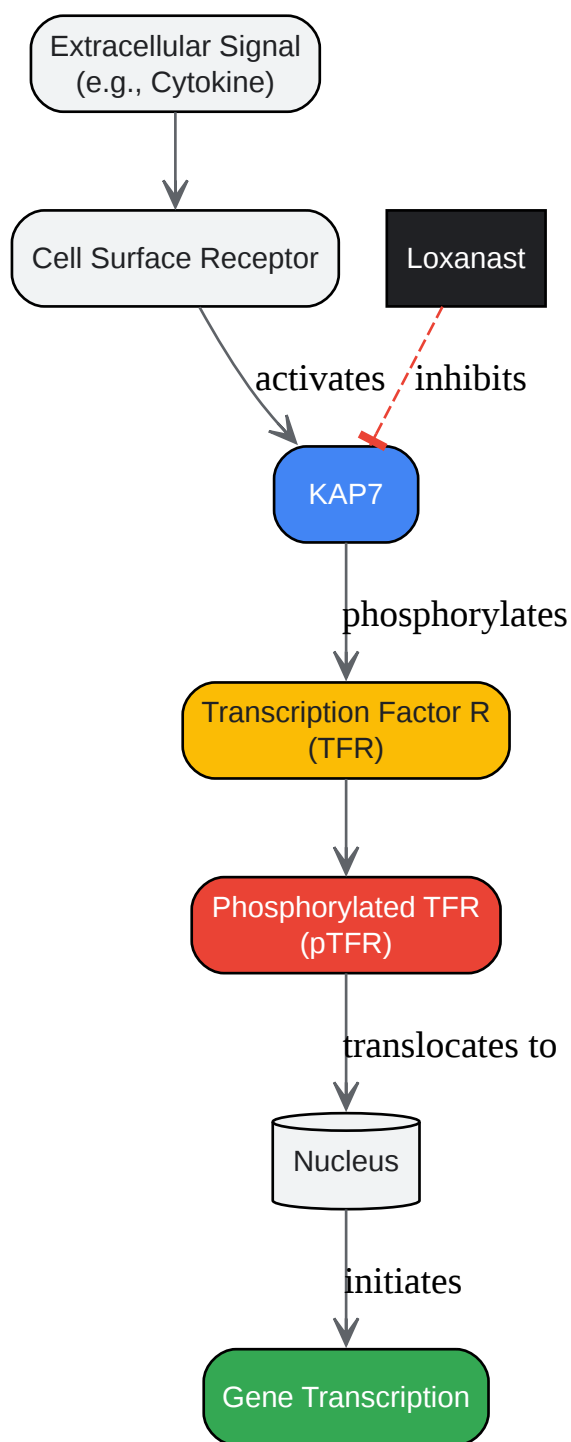 Extracellular Signal
(e.g., Cytokine)
Cell Surface Receptor
Loxanast
activates
inhibits
KAP7
phosphorylates
Transcription Factor R
(TFR)
Phosphorylated TFR
(pTFR)
translocates to
Nucleus
initiates
Gene Transcription